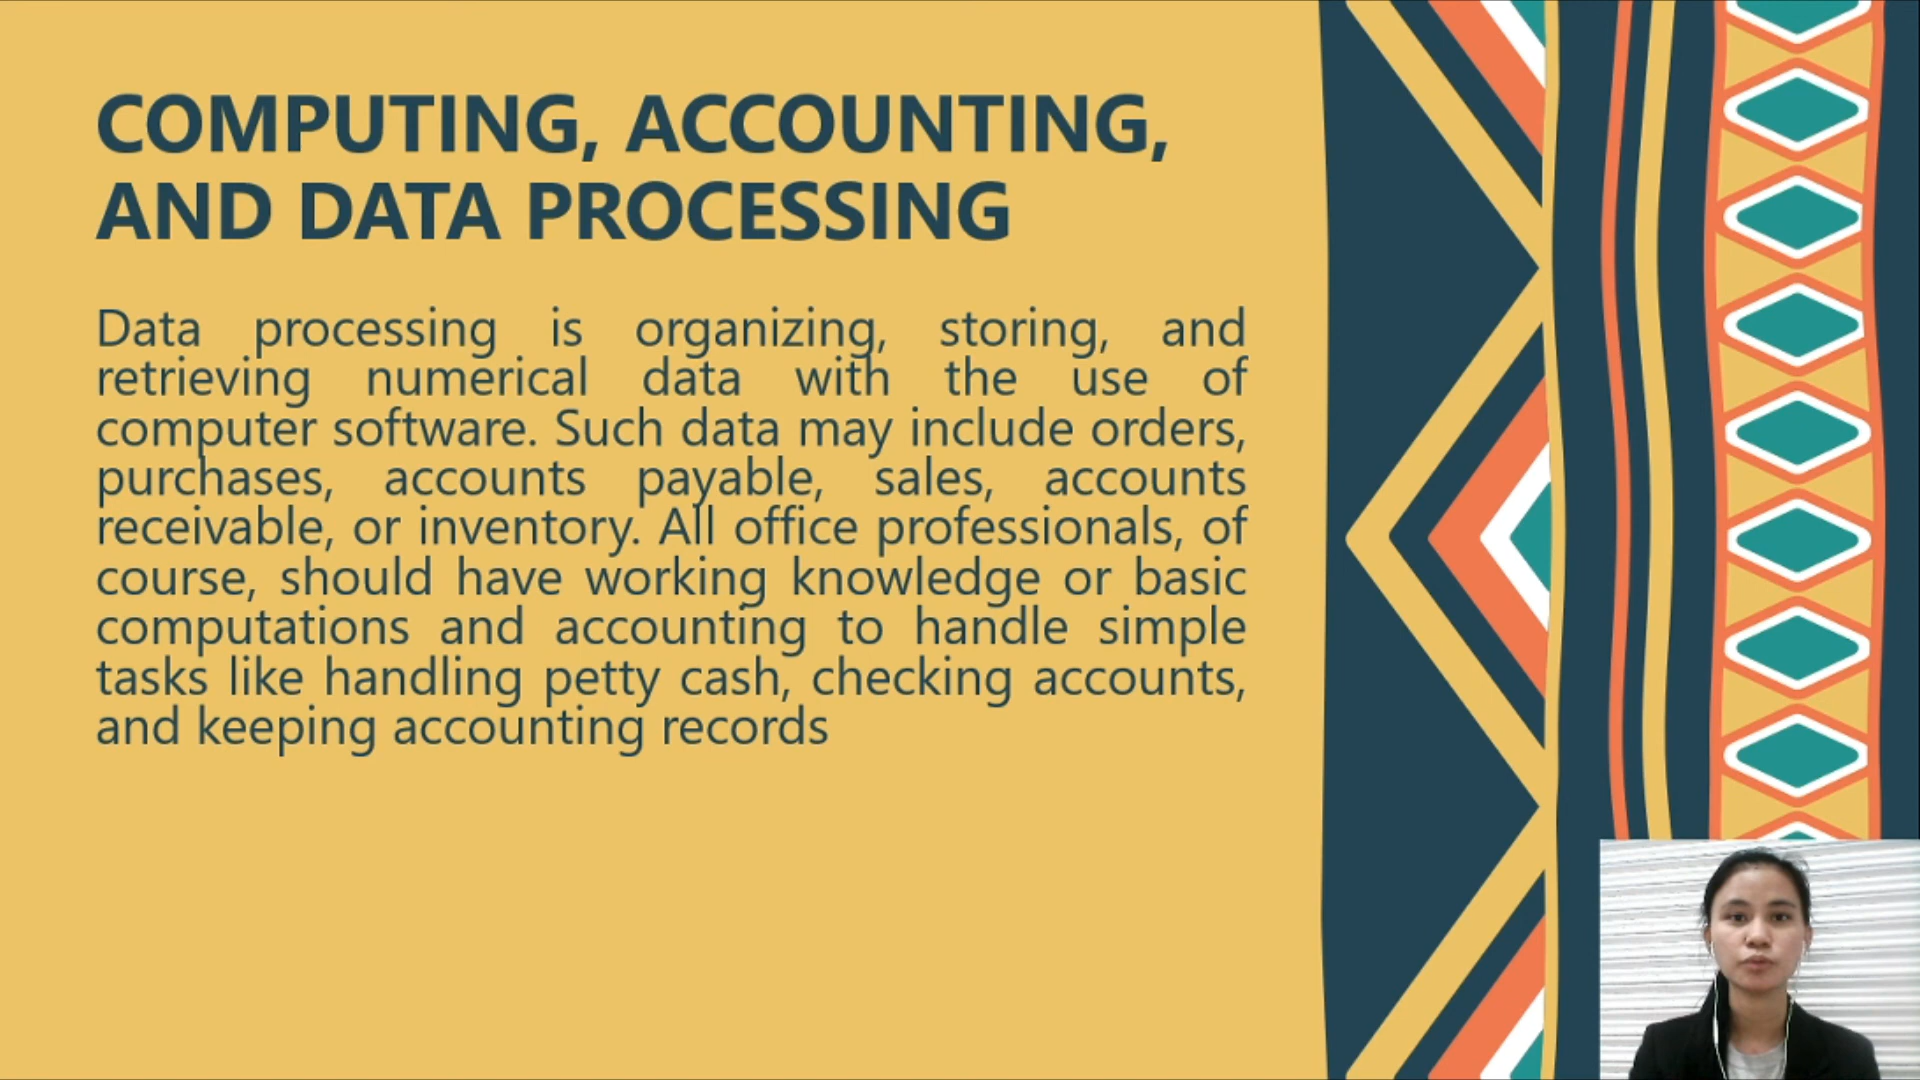 COMPUTING, ACCOUNTING,
AND DATA PROCESSING
Data processing is organizing, storing, and
retrieving numerical data with the use of
computer software. Such data may include orders,
purchases, accounts payable, sales, accounts
receivable, or inventory. All office professionals, of
course, should have working knowledge or basic
computations and accounting to handle simple
tasks like handling petty cash, checking accounts,
and keeping accounting records